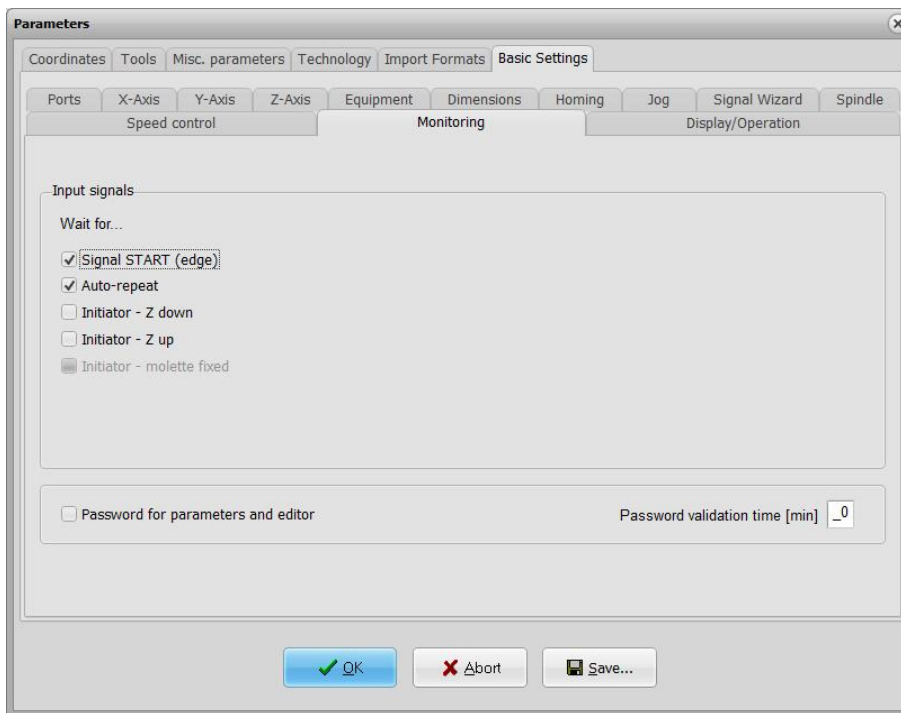 Parameters
Coordinates Tools Misc. parameters Technology Import Formats Basic Settings
Ports X-Axis Y-Axis Z-Axis Equipment Dimensions Homing Jog Signal Wizard Spindle
Speed control Monitoring Display/Operation
Input signals
Wait for...
Signal START (edge)
Auto-repeat
Initiator - Z down
Initiator - Z up
Initiator - molette fixed
Password for parameters and editor Password validation time [min] _0
OK Abort Save...